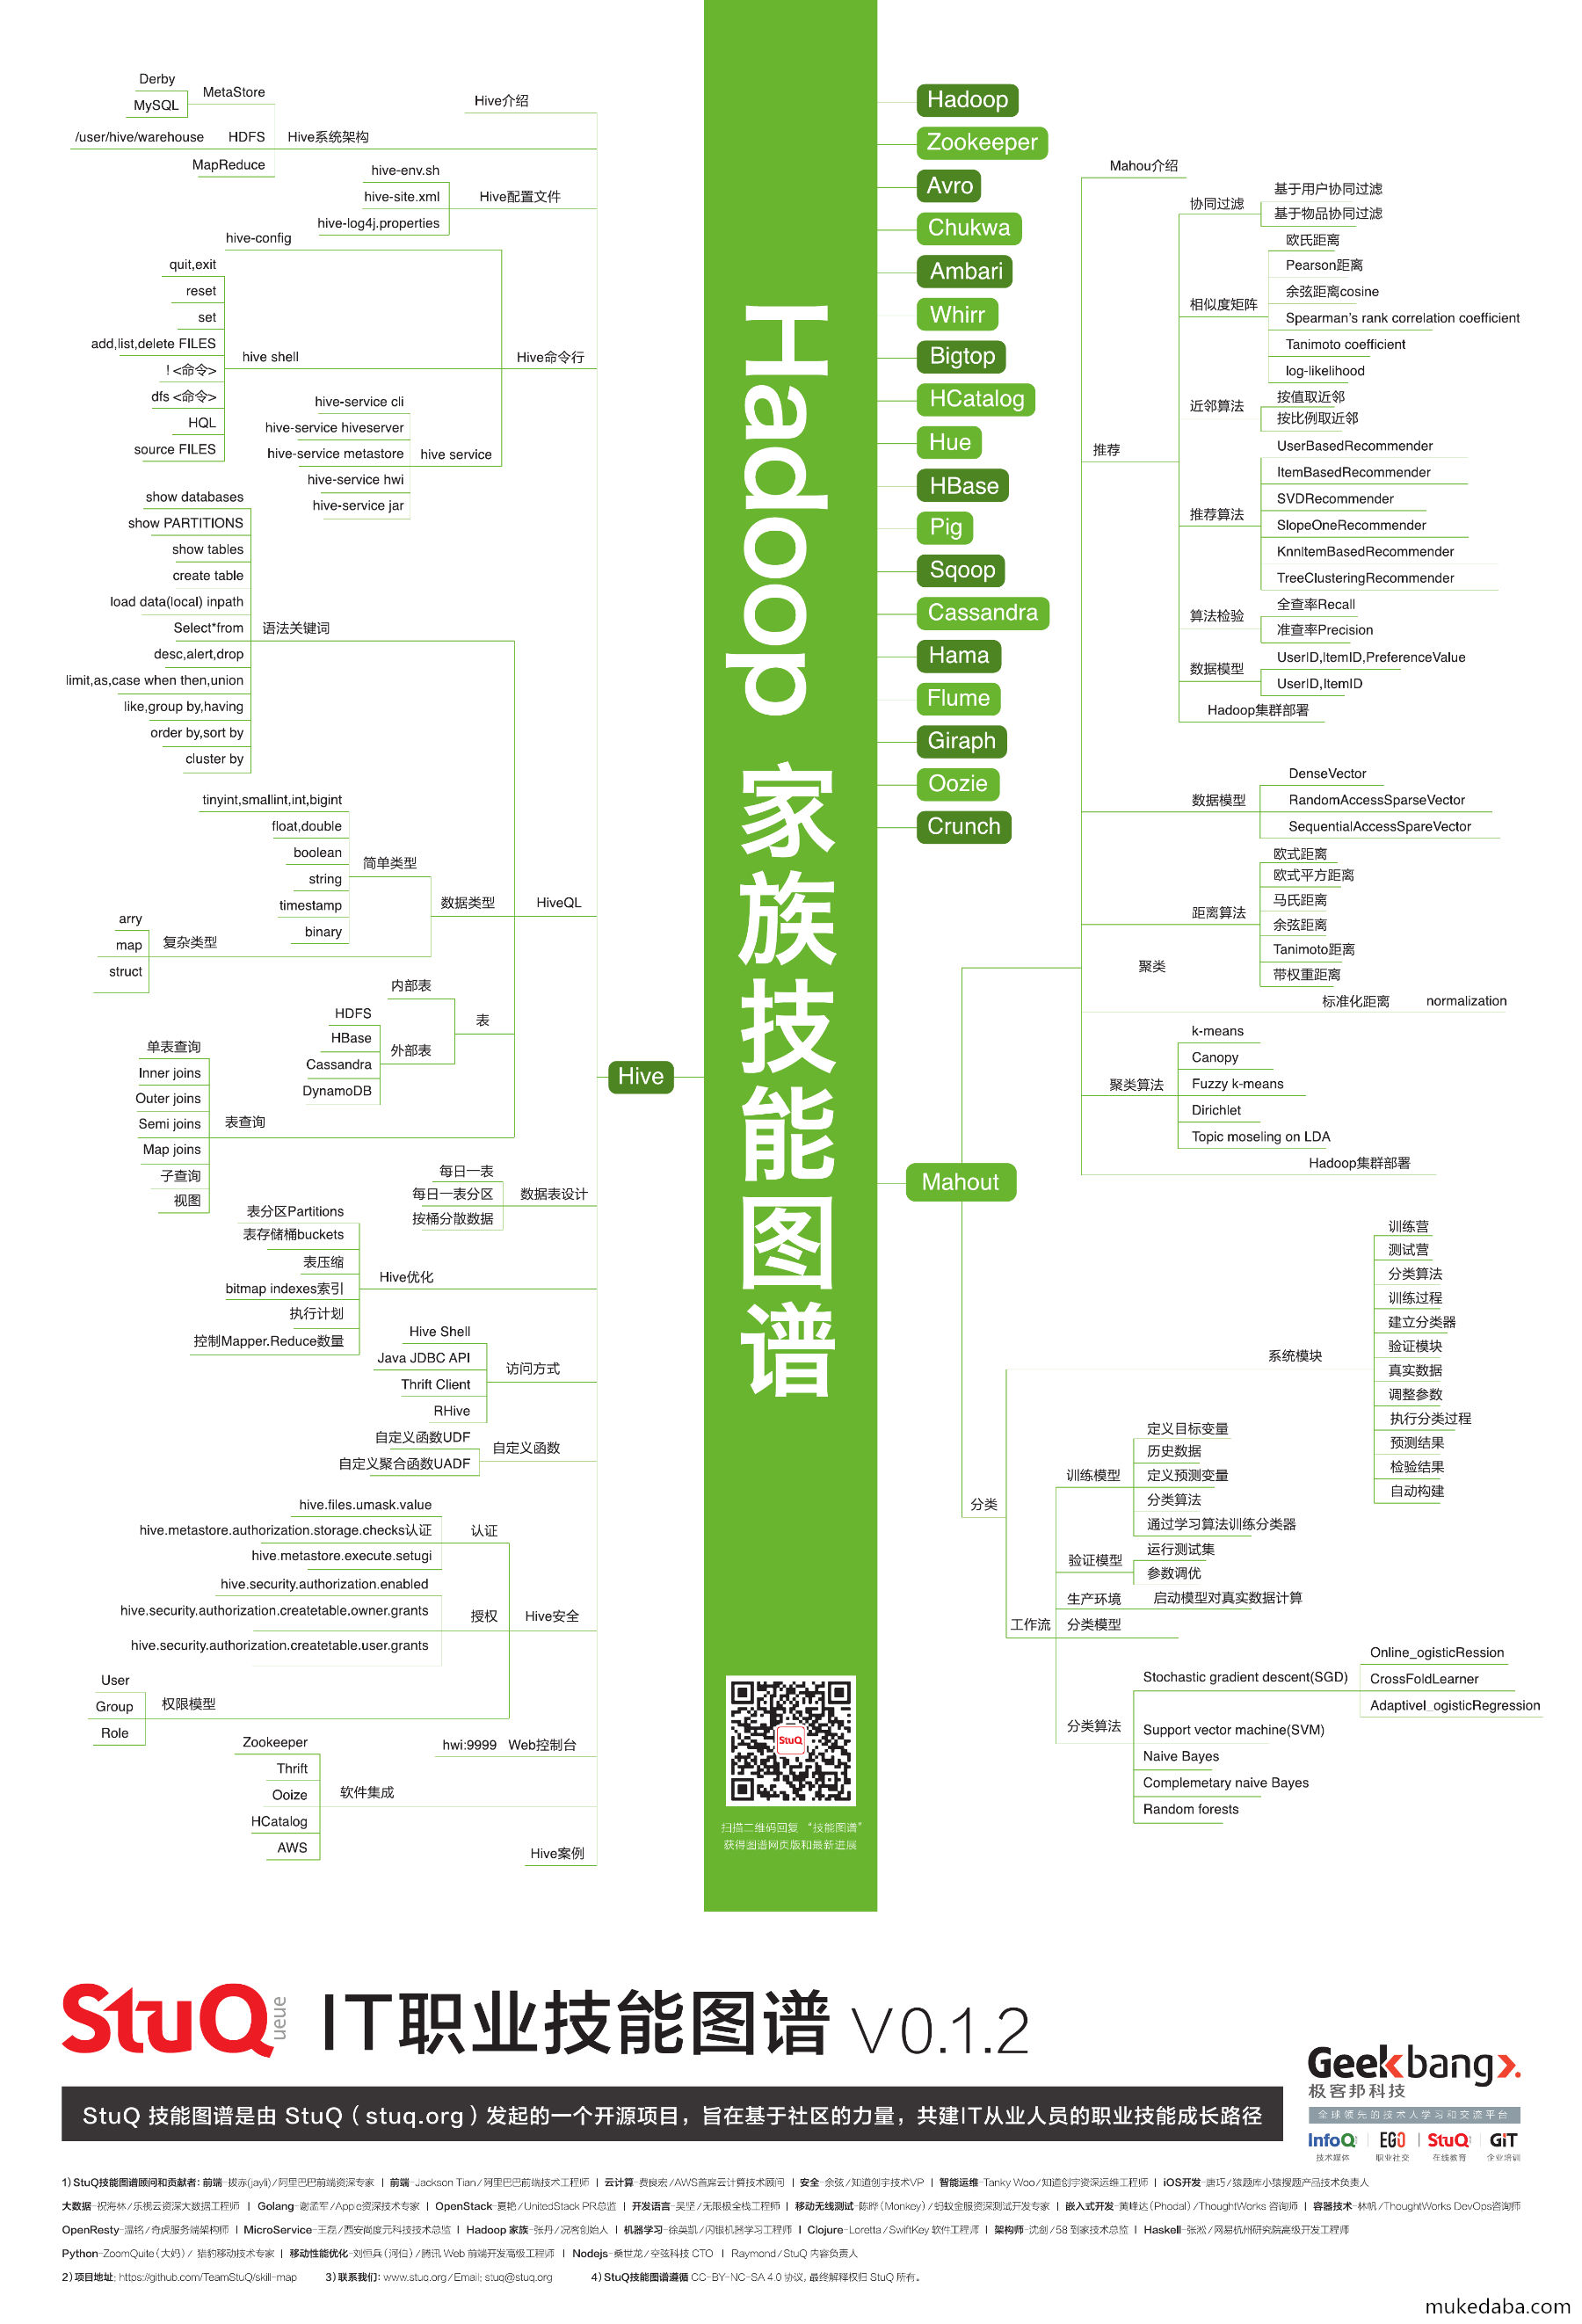 Hadoop 家族技能图谱
Derby
MySQL
MetaStore
/user/hive/warehouse
HDFS
MapReduce
Hive系统架构
Hive介绍
hive-env.sh
hive-site.xml
hive-log4j.properties
Hive配置文件
hive-config
quit,exit
reset
set
add,list,delete FILES
! <命令>
dfs <命令>
HQL
source FILES
hive shell
Hive命令行
hive-service cli
hive-service hiveserver
hive-service metastore
hive-service hwi
hive-service jar
hive service
show databases
show PARTITIONS
show tables
create table
load data(local) inpath
Select*from
desc,alert,drop
limit,as,case when then,union
like,group by,having
order by,sort by
cluster by
语法关键词
tinyint,smallint,int,bigint
float,double
boolean
string
timestamp
binary
简单类型
arry
map
struct
复杂类型
数据类型
HiveQL
内部表
HDFS
HBase
Cassandra
DynamoDB
外部表
表
单表查询
Inner joins
Outer joins
Semi joins
Map joins
子查询
视图
表查询
Hive
每日一表
每日一表分区
按桶分散数据
数据表设计
表分区Partitions
表存储桶buckets
表压缩
bitmap indexes索引
执行计划
控制Mapper.Reduce数量
Hive优化
Hive Shell
Java JDBC API
Thrift Client
RHive
访问方式
自定义函数UDF
自定义聚合函数UADF
自定义函数
hive.files.umask.value
hive.metastore.authorization.storage.checks认证
hive.metastore.execute.setugi
认证
hive.security.authorization.enabled
hive.security.authorization.createtable.owner.grants
hive.security.authorization.createtable.user.grants
授权
Hive安全
User
Group
Role
权限模型
hwi:9999
Web控制台
Zookeeper
Thrift
Ooize
HCatalog
AWS
软件集成
Hive案例
Hadoop
Zookeeper
Avro
Chukwa
Ambari
Whirr
Bigtop
HCatalog
Hue
HBase
Pig
Sqoop
Cassandra
Hama
Flume
Giraph
Oozie
Crunch
Mahout
Mahou介绍
推荐
协同过滤
基于用户协同过滤
基于物品协同过滤
相似度矩阵
欧氏距离
Pearson距离
余弦距离cosine
Spearman's rank correlation coefficient
Tanimoto coefficient
log-likelihood
近邻算法
按值取近邻
按比例取近邻
推荐算法
UserBasedRecommender
ItemBasedRecommender
SVDRecommender
SlopeOneRecommender
KnnItemBasedRecommender
TreeClusteringRecommender
算法检验
全查率Recall
准查率Precision
数据模型
UserID,ItemID,PreferenceValue
UserID,ItemID
Hadoop集群部署
聚类
数据模型
DenseVector
RandomAccessSparseVector
SequentialAccessSpareVector
距离算法
欧式距离
欧式平方距离
马氏距离
余弦距离
Tanimoto距离
带权重距离
标准化距离
normalization
聚类算法
k-means
Canopy
Fuzzy k-means
Dirichlet
Topic moseling on LDA
Hadoop集群部署
分类
系统模块
训练营
测试营
分类算法
训练过程
建立分类器
验证模块
真实数据
调整参数
执行分类过程
预测结果
检验结果
自动构建
工作流
训练模型
定义目标变量
历史数据
定义预测变量
分类算法
通过学习算法训练分类器
验证模型
运行测试集
参数调优
生产环境
启动模型对真实数据计算
分类模型
分类算法
Stochastic gradient descent(SGD)
Online_ogisticRession
CrossFoldLearner
Adaptivel_ogisticRegression
Support vector machine(SVM)
Naive Bayes
Complemetary naive Bayes
Random forests
StuQ
扫描二维码回复 “技能图谱”
获得图谱网页版和最新进展
StuQ ueue IT职业技能图谱 V0.1.2
StuQ 技能图谱是由 StuQ（stuq.org）发起的一个开源项目，旨在基于社区的力量，共建IT从业人员的职业技能成长路径
Geekbang>.
极客邦科技
全球领先的技术人学习和交流平台
InfoQ EGO StuQ GiT
技术媒体 职业社交 在线教育 企业培训
1) StuQ技能图谱顾问和贡献者: 前端-拔赤(jayli)/阿里巴巴前端资深专家 | 前端-Jackson Tian/阿里巴巴前端技术工程师 | 云计算-费良宏/AWS首席云计算技术顾问 | 安全-余弦/知道创宇技术VP | 智能运维-Tanky Woo/知道创宇资深运维工程师 | iOS开发-唐巧/猿题库小猿搜题产品技术负责人
大数据-祝海林/乐视云资深大数据工程师 | Golang-谢孟军/Apple资深技术专家 | OpenStack-夏艳/UnitedStack PR总监 | 开发语言-吴坚/无限极全栈工程师 | 移动无线测试-陈晔（Monkey）/蚂蚁金服资深测试开发专家 | 嵌入式开发-黄峰达(Phodal)/ThoughtWorks 咨询师 | 容器技术-林帆/ThoughtWorks DevOps咨询师
OpenResty-温铭/奇虎服务端架构师 | MicroService-王磊/西安尚度元科技技术总监 | Hadoop 家族-张丹/况客创始人 | 机器学习-徐英凯/闪银机器学习工程师 | Clojure-Loretta/SwiftKey 软件工程师 | 架构师-沈剑/58 到家技术总监 | Haskell-张淞/网易杭州研究院高级开发工程师
Python-ZoomQuite(大妈) / 猎豹移动技术专家 | 移动性能优化-刘恒兵（河伯）/腾讯 Web 前端开发高级工程师 | Nodejs-桑世龙/空弦科技 CTO | Raymond/StuQ 内容负责人
2) 项目地址: https://github.com/TeamStuQ/skill-map 3) 联系我们: www.stuq.org/Email: stuq@stuq.org 4) StuQ技能图谱遵循 CC-BY-NC-SA 4.0 协议, 最终解释权归 StuQ 所有。
mukedaba.com